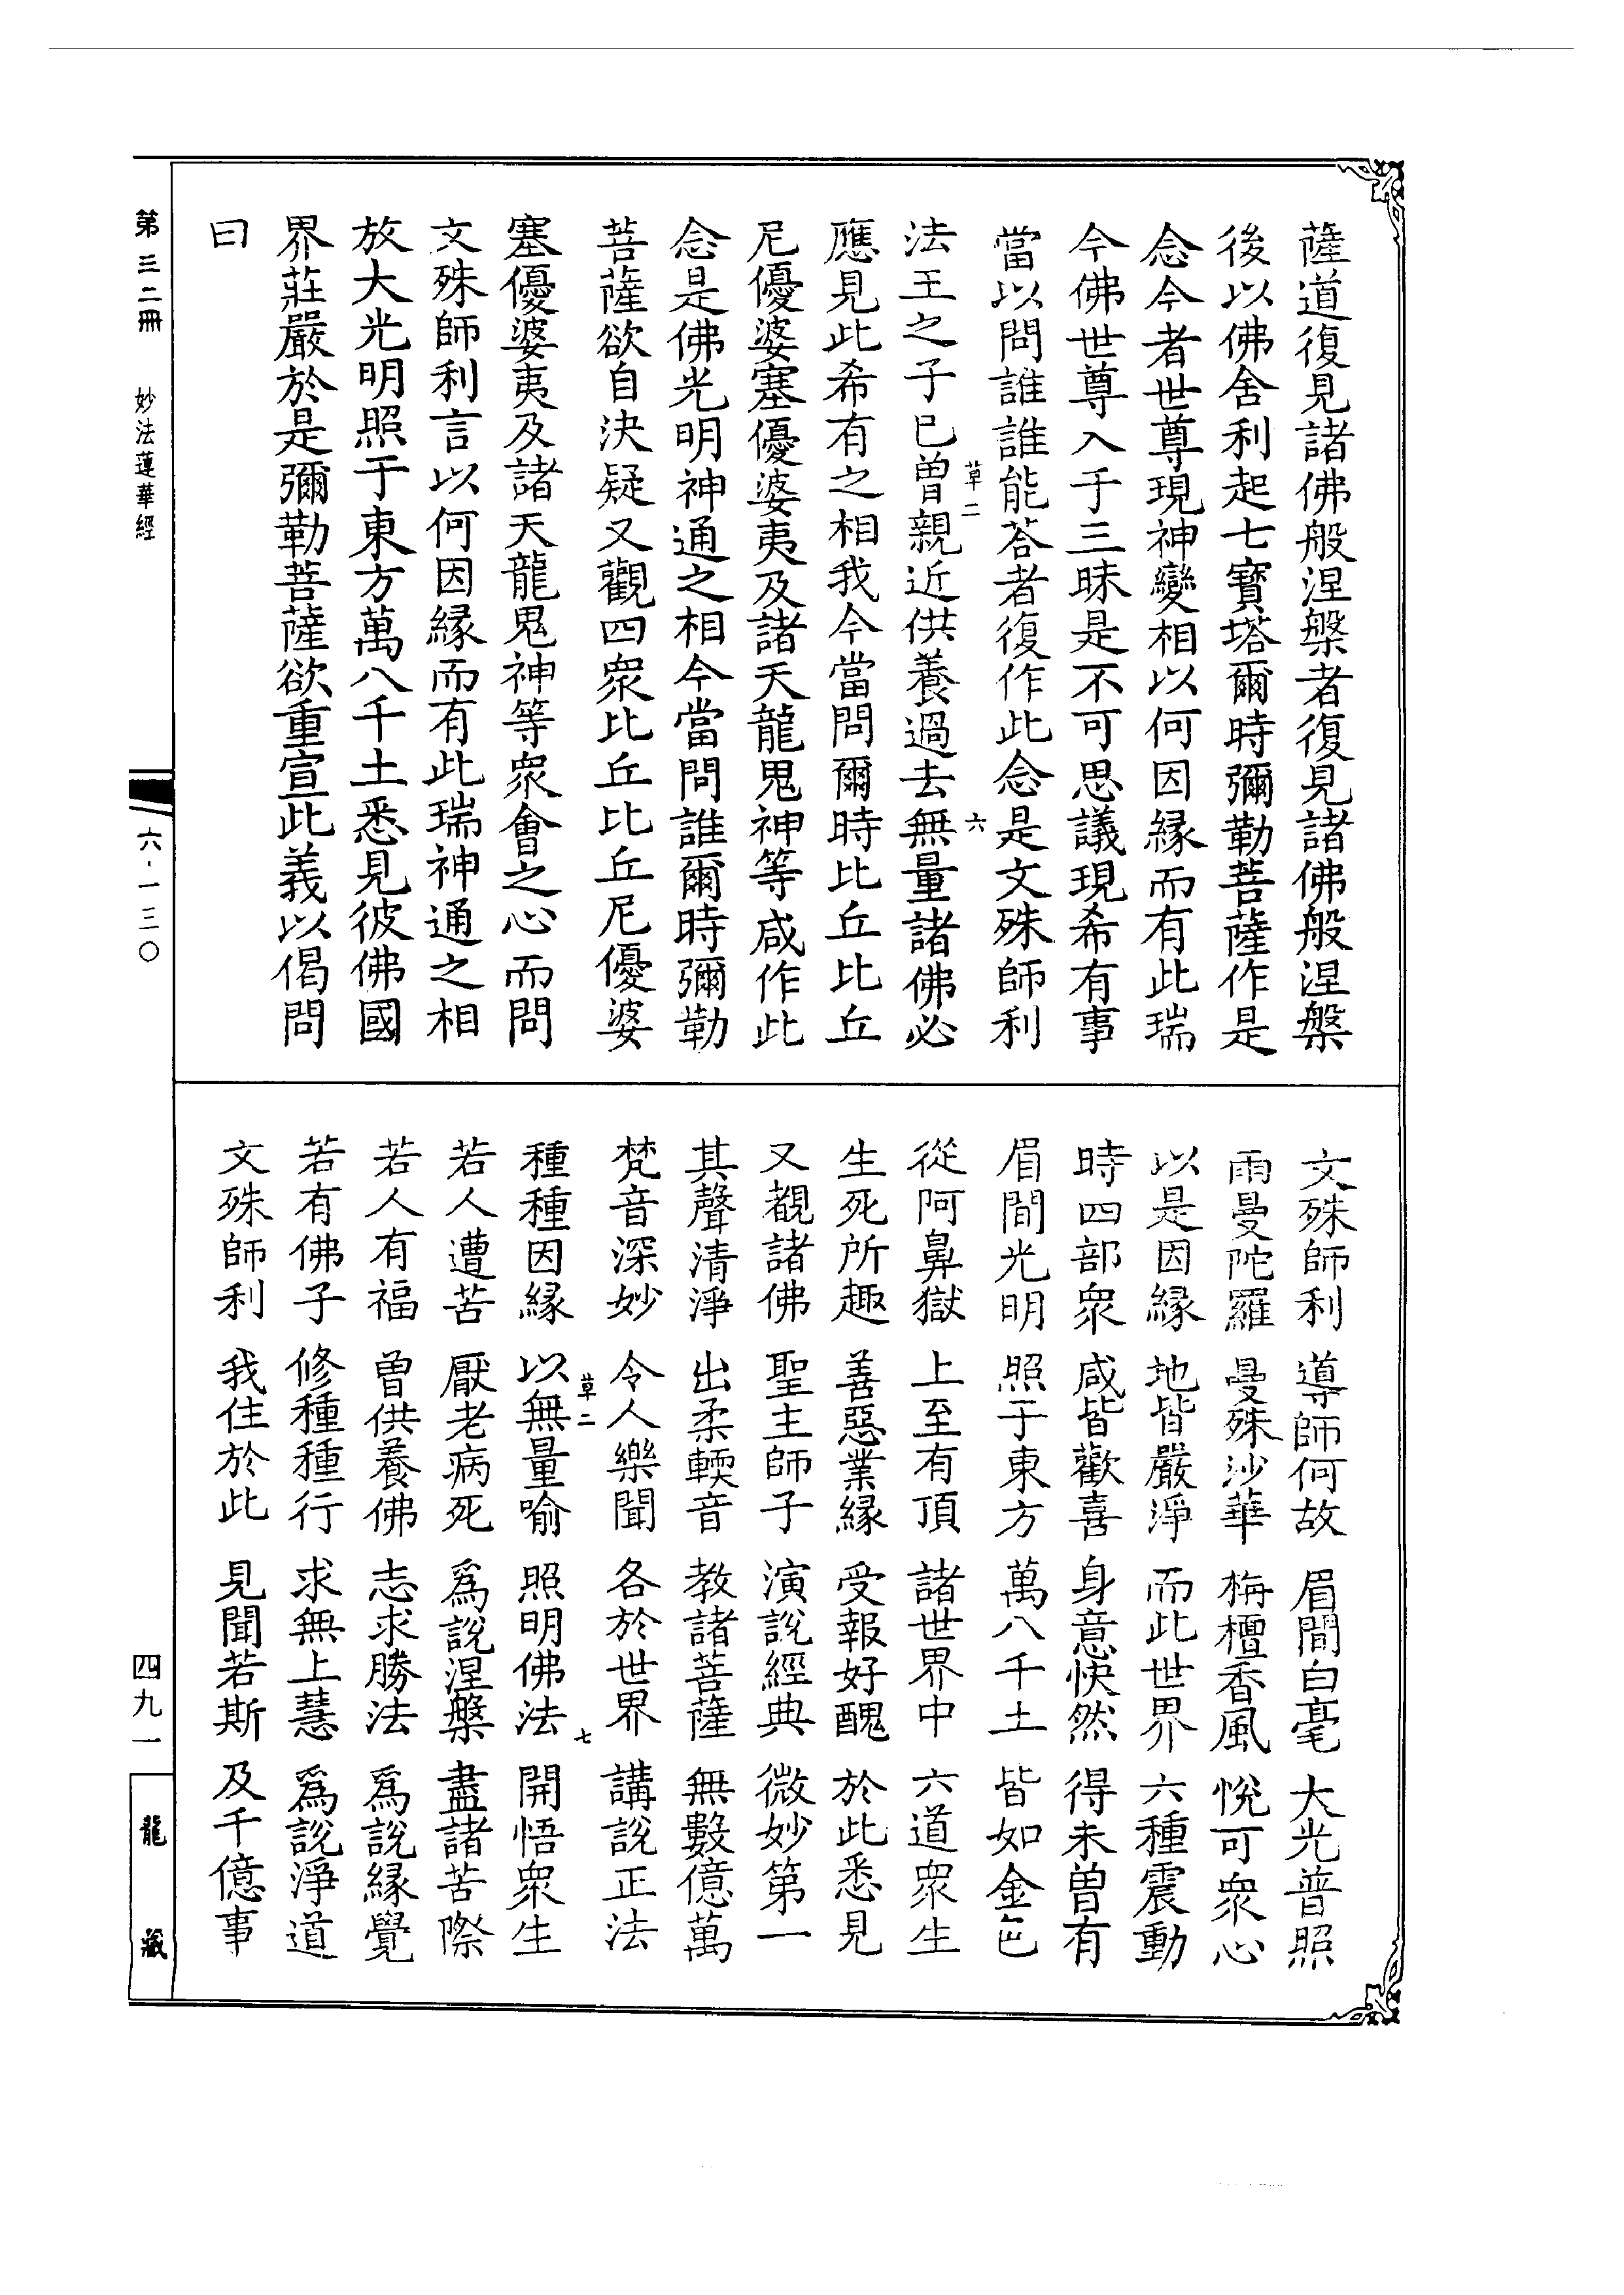 薩道復見諸佛般涅槃者復見諸佛般涅槃
後以佛舍利起七寶塔爾時彌勒菩薩作是
念今者世尊現神變相以何因緣而有此瑞
今佛世尊入于三昧是不可思議現希有事
當以問誰誰能荅者復作此念是文殊師利
法王之子已曾親近供養過去無量諸佛必
草二 六
應見此希有之相我今當問爾時比丘比丘
尼優婆塞優婆夷及諸天龍鬼神等咸作此
念是佛光明神通之相今當問誰爾時彌勒
菩薩欲自決疑又觀四眾比丘比丘尼優婆
塞優婆夷及諸天龍鬼神等眾會之心而問
文殊師利言以何因緣而有此瑞神通之相
放大光明照于東方萬八千土悉見彼佛國
界莊嚴於是彌勒菩薩欲重宣此義以偈問
曰
文殊師利 導師何故 眉間白毫 大光普照
雨曼陀羅 曼殊沙華 栴檀香風 悅可眾心
以是因緣 地皆嚴淨 而此世界 六種震動
時四部眾 咸皆歡喜 身意快然 得未曾有
眉間光明 照于東方 萬八千土 皆如金色
從阿鼻獄 上至有頂 諸世界中 六道眾生
生死所趣 善惡業緣 受報好醜 於此悉見
又覩諸佛 聖主師子 演說經典 微妙第一
其聲清淨 出柔輭音 教諸菩薩 無數億萬
梵音深妙 令人樂聞 各於世界 講說正法
草二 七
種種因緣 以無量喻 照明佛法 開悟眾生
若人遭苦 厭老病死 爲說涅槃 盡諸苦際
若人有福 曾供養佛 志求勝法 爲說緣覺
若有佛子 修種種行 求無上慧 爲說淨道
文殊師利 我住於此 見聞若斯 及千億事
第三二冊 妙法蓮華經 六-一三〇 四九一 龍藏